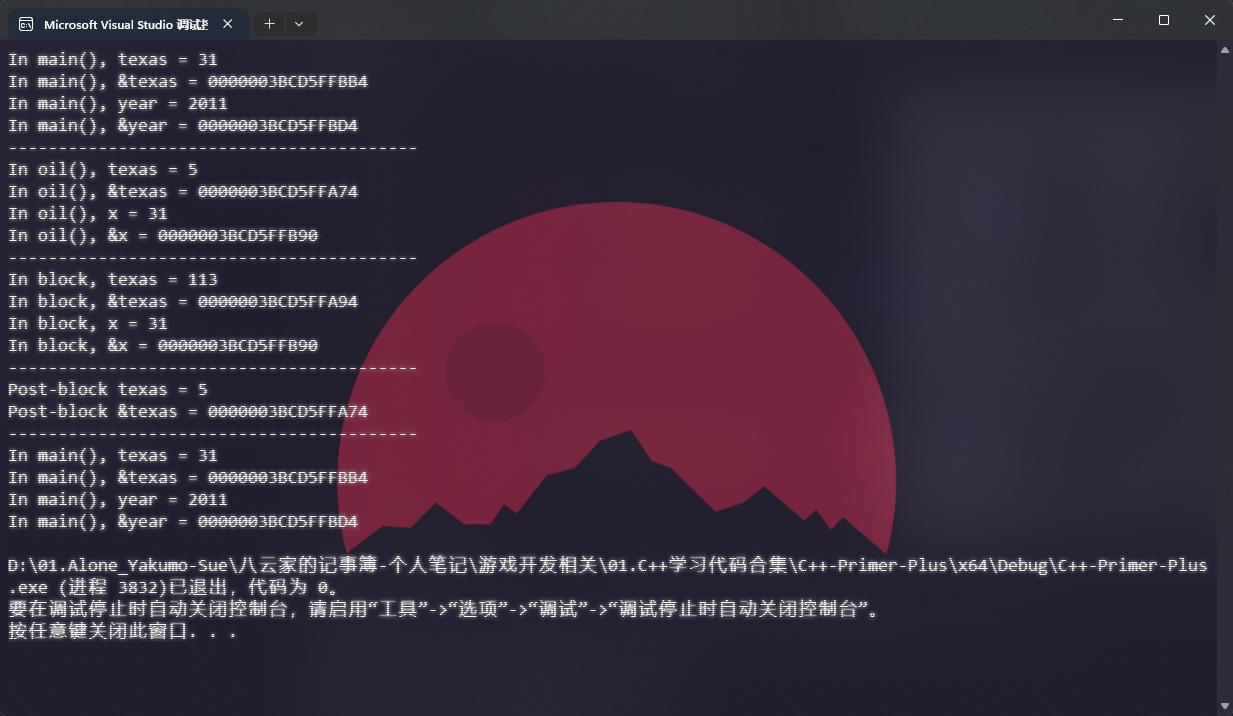 Microsoft Visual Studio 调试
In main(), texas = 31
In main(), &texas = 0000003BCD5FFBB4
In main(), year = 2011
In main(), &year = 0000003BCD5FFBD4
-----------------------------------------
In oil(), texas = 5
In oil(), &texas = 0000003BCD5FFA74
In oil(), x = 31
In oil(), &x = 0000003BCD5FFB90
-----------------------------------------
In block, texas = 113
In block, &texas = 0000003BCD5FFA94
In block, x = 31
In block, &x = 0000003BCD5FFB90
-----------------------------------------
Post-block texas = 5
Post-block &texas = 0000003BCD5FFA74
-----------------------------------------
In main(), texas = 31
In main(), &texas = 0000003BCD5FFBB4
In main(), year = 2011
In main(), &year = 0000003BCD5FFBD4
D:\01.Alone_Yakumo-Sue\八云家的记事簿-个人笔记\游戏开发相关\01.C++学习代码合集\C++-Primer-Plus\x64\Debug\C++-Primer-Plus
.exe (进程 3832)已退出，代码为 0。
要在调试停止时自动关闭控制台，请启用“工具”->“选项”->“调试”->“调试停止时自动关闭控制台”。
按任意键关闭此窗口. . .